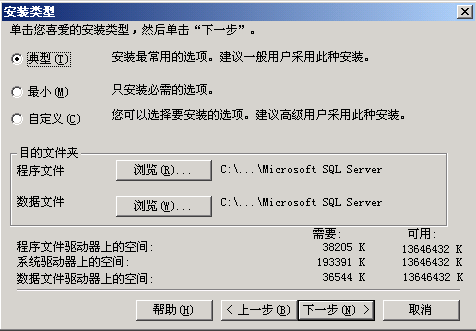 安装类型
单击您喜爱的安装类型，然后单击“下一步”。
典型(T) 安装最常用的选项。建议一般用户采用此种安装。
最小(M) 只安装必需的选项。
自定义(C) 您可以选择要安装的选项。建议高级用户采用此种安装。
目的文件夹
程序文件 浏览(R)... C:\...\Microsoft SQL Server
数据文件 浏览(W)... C:\...\Microsoft SQL Server
需要: 可用:
程序文件驱动器上的空间: 38205 K 13646432 K
系统驱动器上的空间: 193391 K 13646432 K
数据文件驱动器上的空间: 36544 K 13646432 K
帮助(H) < 上一步(B) 下一步(N) > 取消